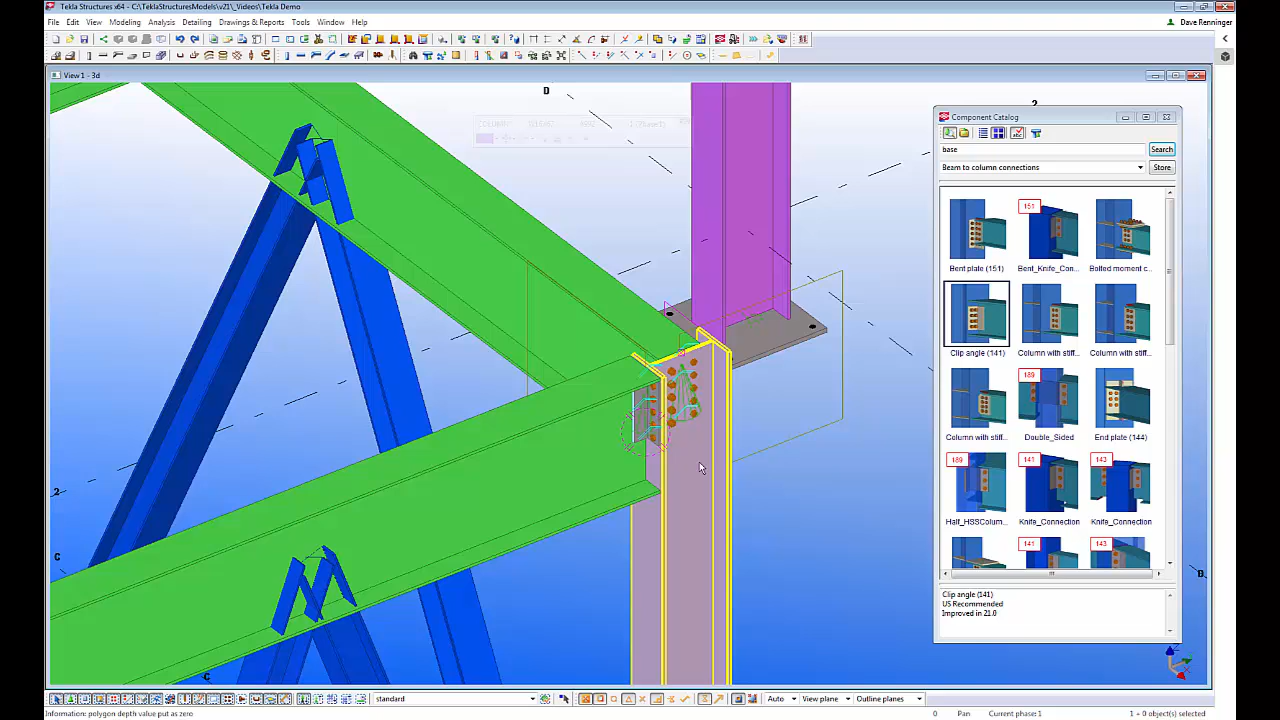 Tekla Structures x64 - C:\TeklaStructuresModels\v21\_Videos\Tekla Demo
File Edit View Modeling Analysis Detailing Drawings & Reports Tools Window Help
Dave Renninger
View 1 - 3d
D
2
Component Catalog
base
Search
Beam to column connections
Store
151
Bent plate (151) Bent_Knife_Con... Bolted moment c...
Clip angle (141) Column with stiff... Column with stiff...
189
Column with stiff... Double_Sided End plate (144)
189 141 143
Half_HSSColum... Knife_Connection Knife_Connection
141 143
Clip angle (141)
US Recommended
Improved in 21.0
2
C
D
C
standard
Auto
View plane
Outline planes
Information: polygon depth value put as zero
0 Pan Current phase: 1 1 + 0 object(s) selected